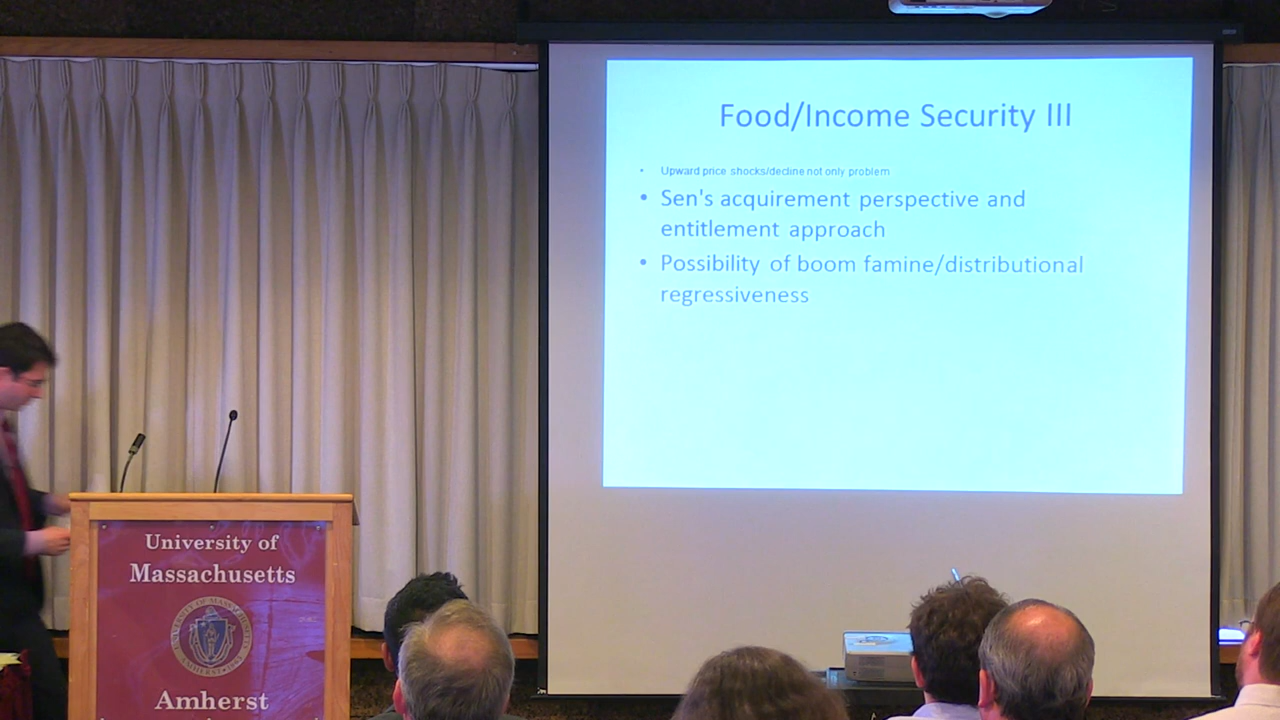 Food/Income Security III
• Upward price shocks/decline not only problem
• Sen's acquirement perspective and
entitlement approach
• Possibility of boom famine/distributional
regressiveness
University of
Massachusetts
Amherst